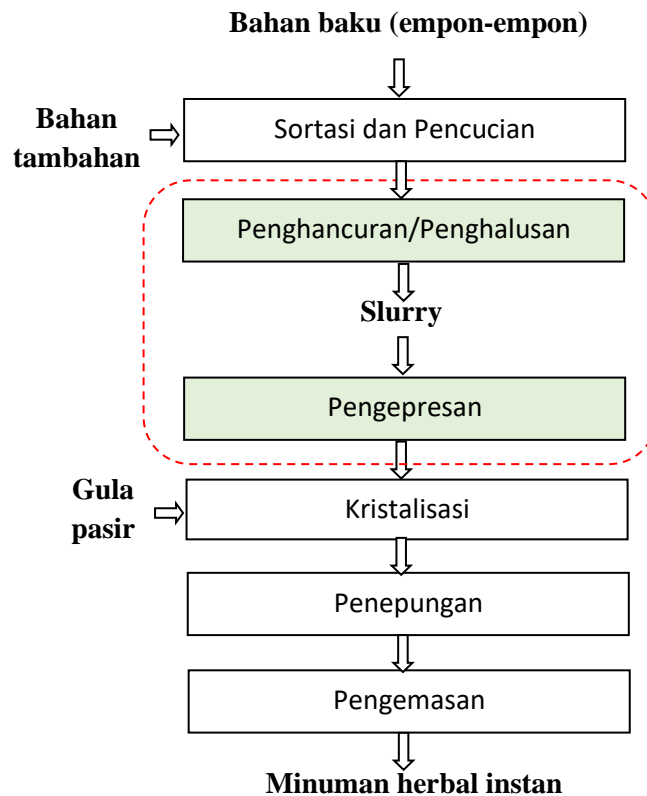 Bahan baku (empon-empon)
Bahan
tambahan
Sortasi dan Pencucian
Penghancuran/Penghalusan
Slurry
Pengepresan
Gula
pasir
Kristalisasi
Penepungan
Pengemasan
Minuman herbal instan